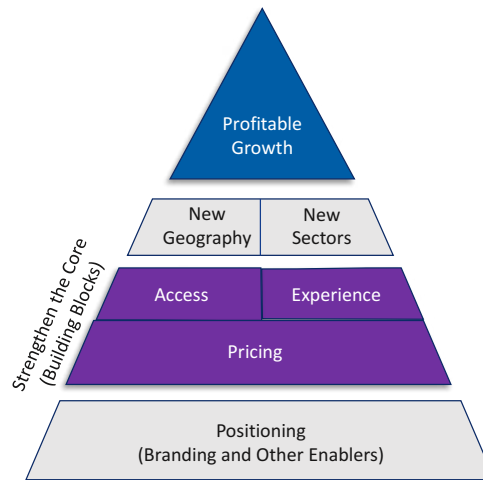 Profitable
Growth
New
Geography
New
Sectors
Strengthen the Core
(Building Blocks)
Access
Experience
Pricing
Positioning
(Branding and Other Enablers)